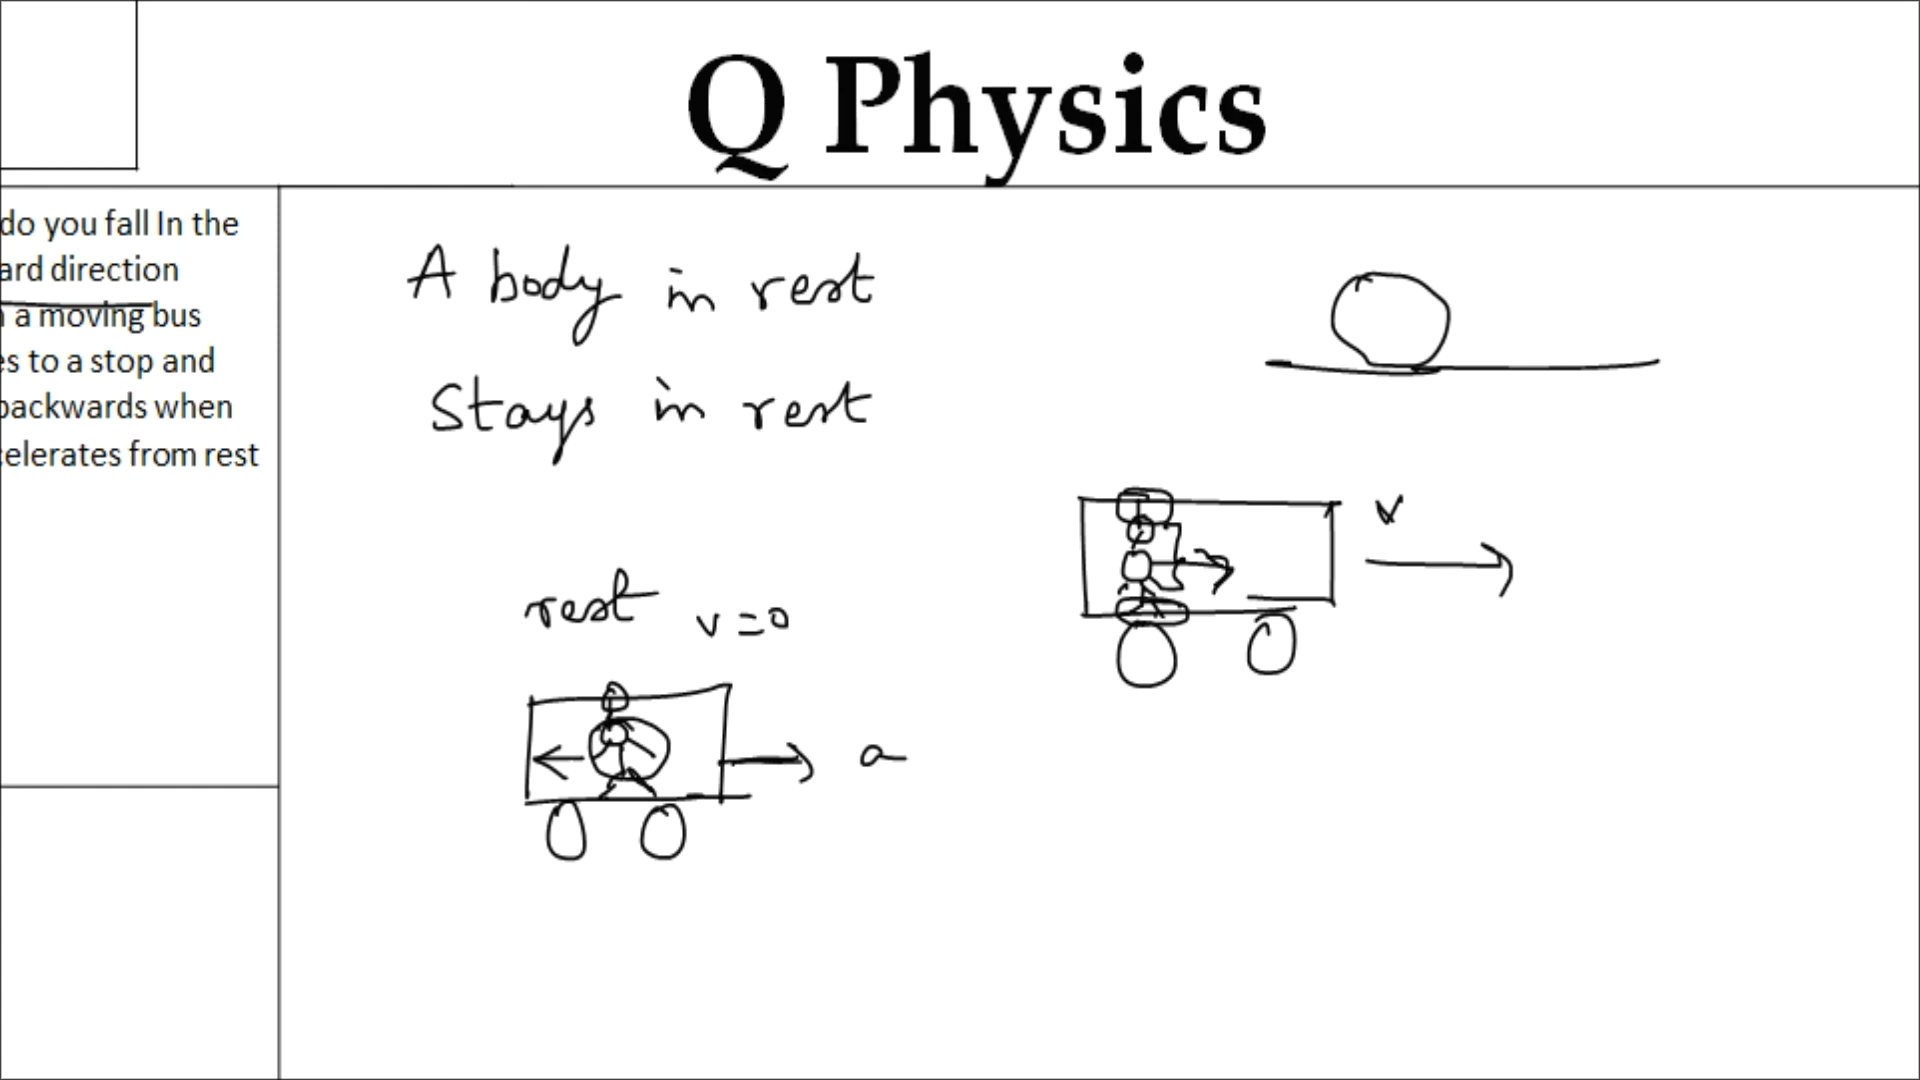 Q Physics
do you fall In the
ard direction
a moving bus
es to a stop and
backwards when
celerates from rest
A body in rest
Stays in rest
rest v=0
a
v